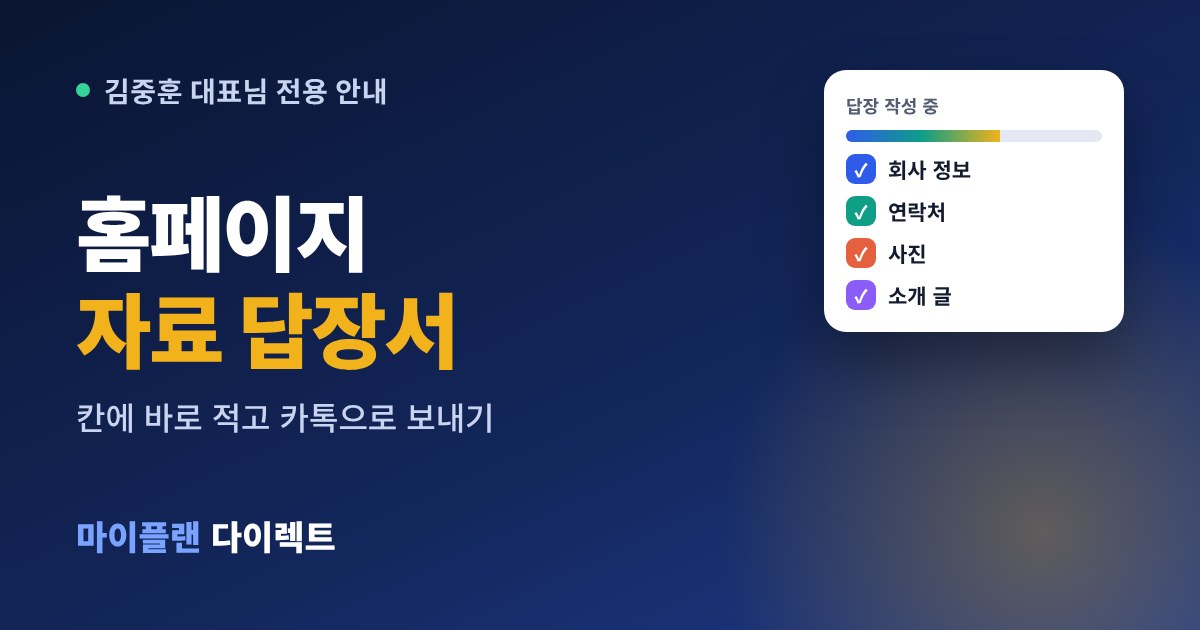 김중훈 대표님 전용 안내
홈페이지
자료 답장서
칸에 바로 적고 카톡으로 보내기
마이플랜 다이렉트
답장 작성 중
회사 정보
연락처
사진
소개 글